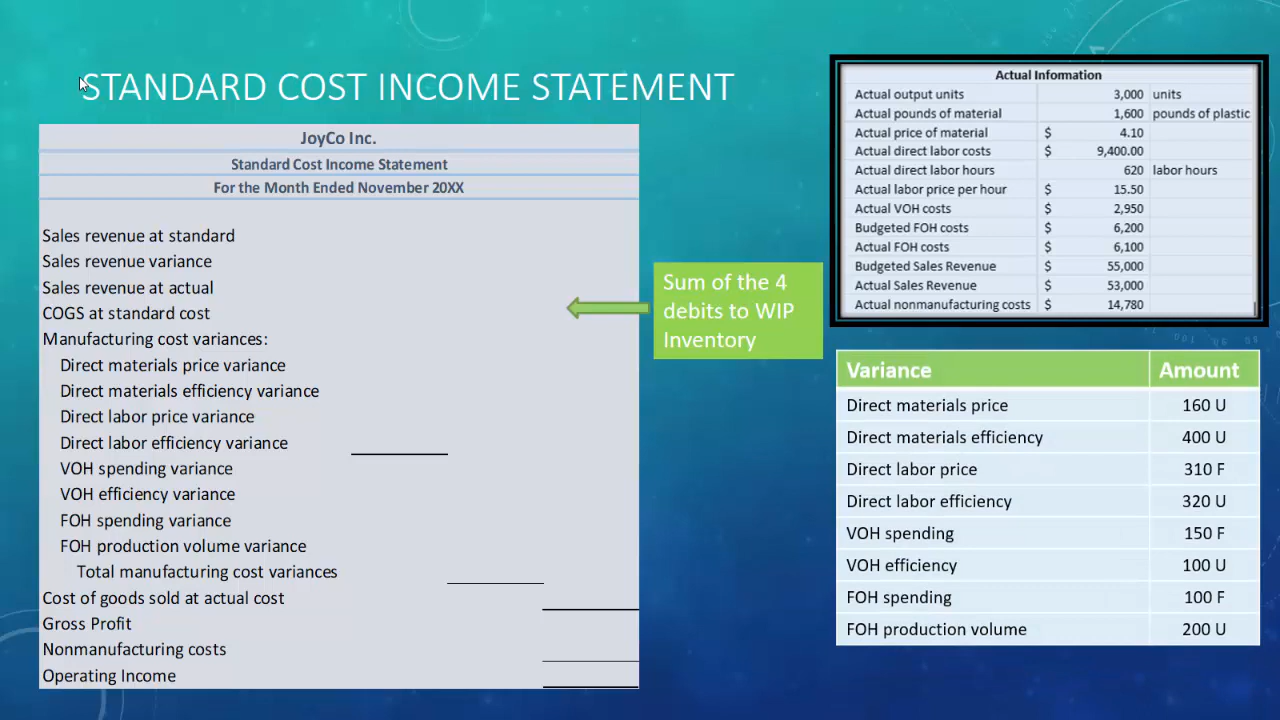 STANDARD COST INCOME STATEMENT
JoyCo Inc.
Standard Cost Income Statement
For the Month Ended November 20XX
Sales revenue at standard
Sales revenue variance
Sales revenue at actual
COGS at standard cost
Manufacturing cost variances:
Direct materials price variance
Direct materials efficiency variance
Direct labor price variance
Direct labor efficiency variance
VOH spending variance
VOH efficiency variance
FOH spending variance
FOH production volume variance
Total manufacturing cost variances
Cost of goods sold at actual cost
Gross Profit
Nonmanufacturing costs
Operating Income
Sum of the 4
debits to WIP
Inventory
Actual Information
Actual output units 3,000 units
Actual pounds of material 1,600 pounds of plastic
Actual price of material $ 4.10
Actual direct labor costs $ 9,400.00
Actual direct labor hours 620 labor hours
Actual labor price per hour $ 15.50
Actual VOH costs $ 2,950
Budgeted FOH costs $ 6,200
Actual FOH costs $ 6,100
Budgeted Sales Revenue $ 55,000
Actual Sales Revenue $ 53,000
Actual nonmanufacturing costs $ 14,780
Variance Amount
Direct materials price 160 U
Direct materials efficiency 400 U
Direct labor price 310 F
Direct labor efficiency 320 U
VOH spending 150 F
VOH efficiency 100 U
FOH spending 100 F
FOH production volume 200 U